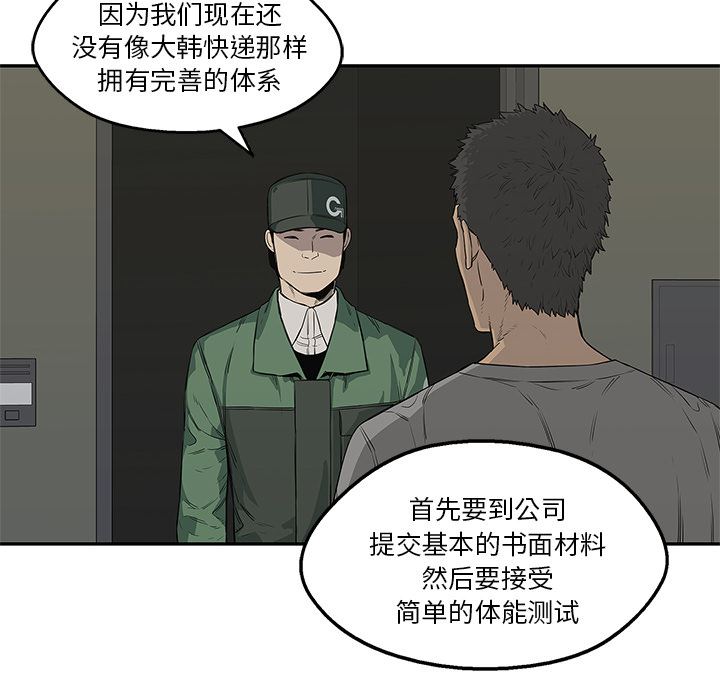 因为我们现在还
没有像大韩快递那样
拥有完善的体系
G
首先要到公司
提交基本的书面材料
然后要接受
简单的体能测试